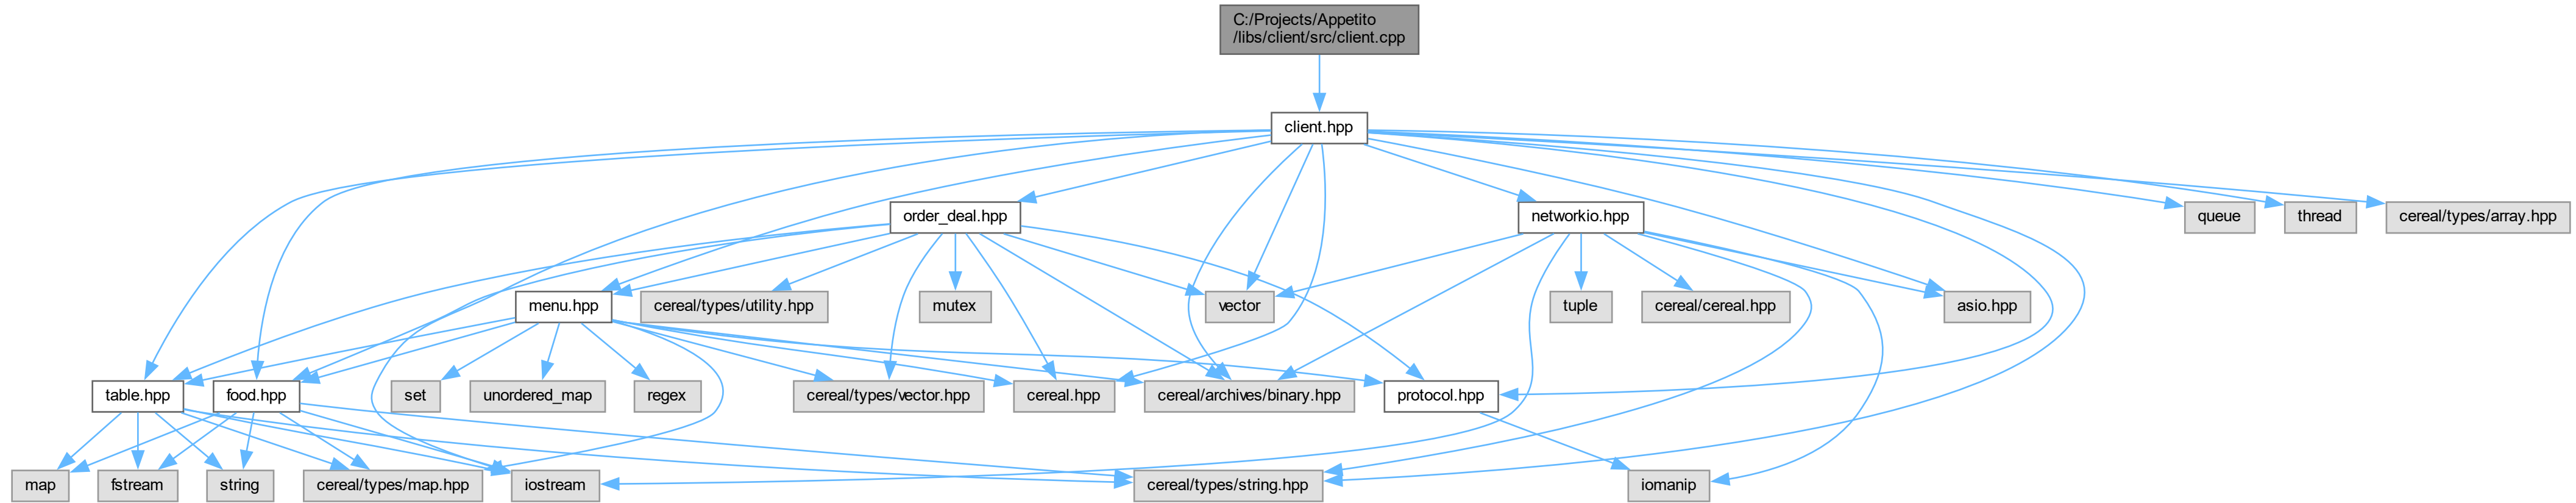 C:/Projects/Appetito
/libs/client/src/client.cpp
client.hpp
order_deal.hpp
networkio.hpp
queue
thread
cereal/types/array.hpp
menu.hpp
cereal/types/utility.hpp
mutex
vector
tuple
cereal/cereal.hpp
asio.hpp
table.hpp
food.hpp
set
unordered_map
regex
cereal/types/vector.hpp
cereal.hpp
cereal/archives/binary.hpp
protocol.hpp
map
fstream
string
cereal/types/map.hpp
iostream
cereal/types/string.hpp
iomanip